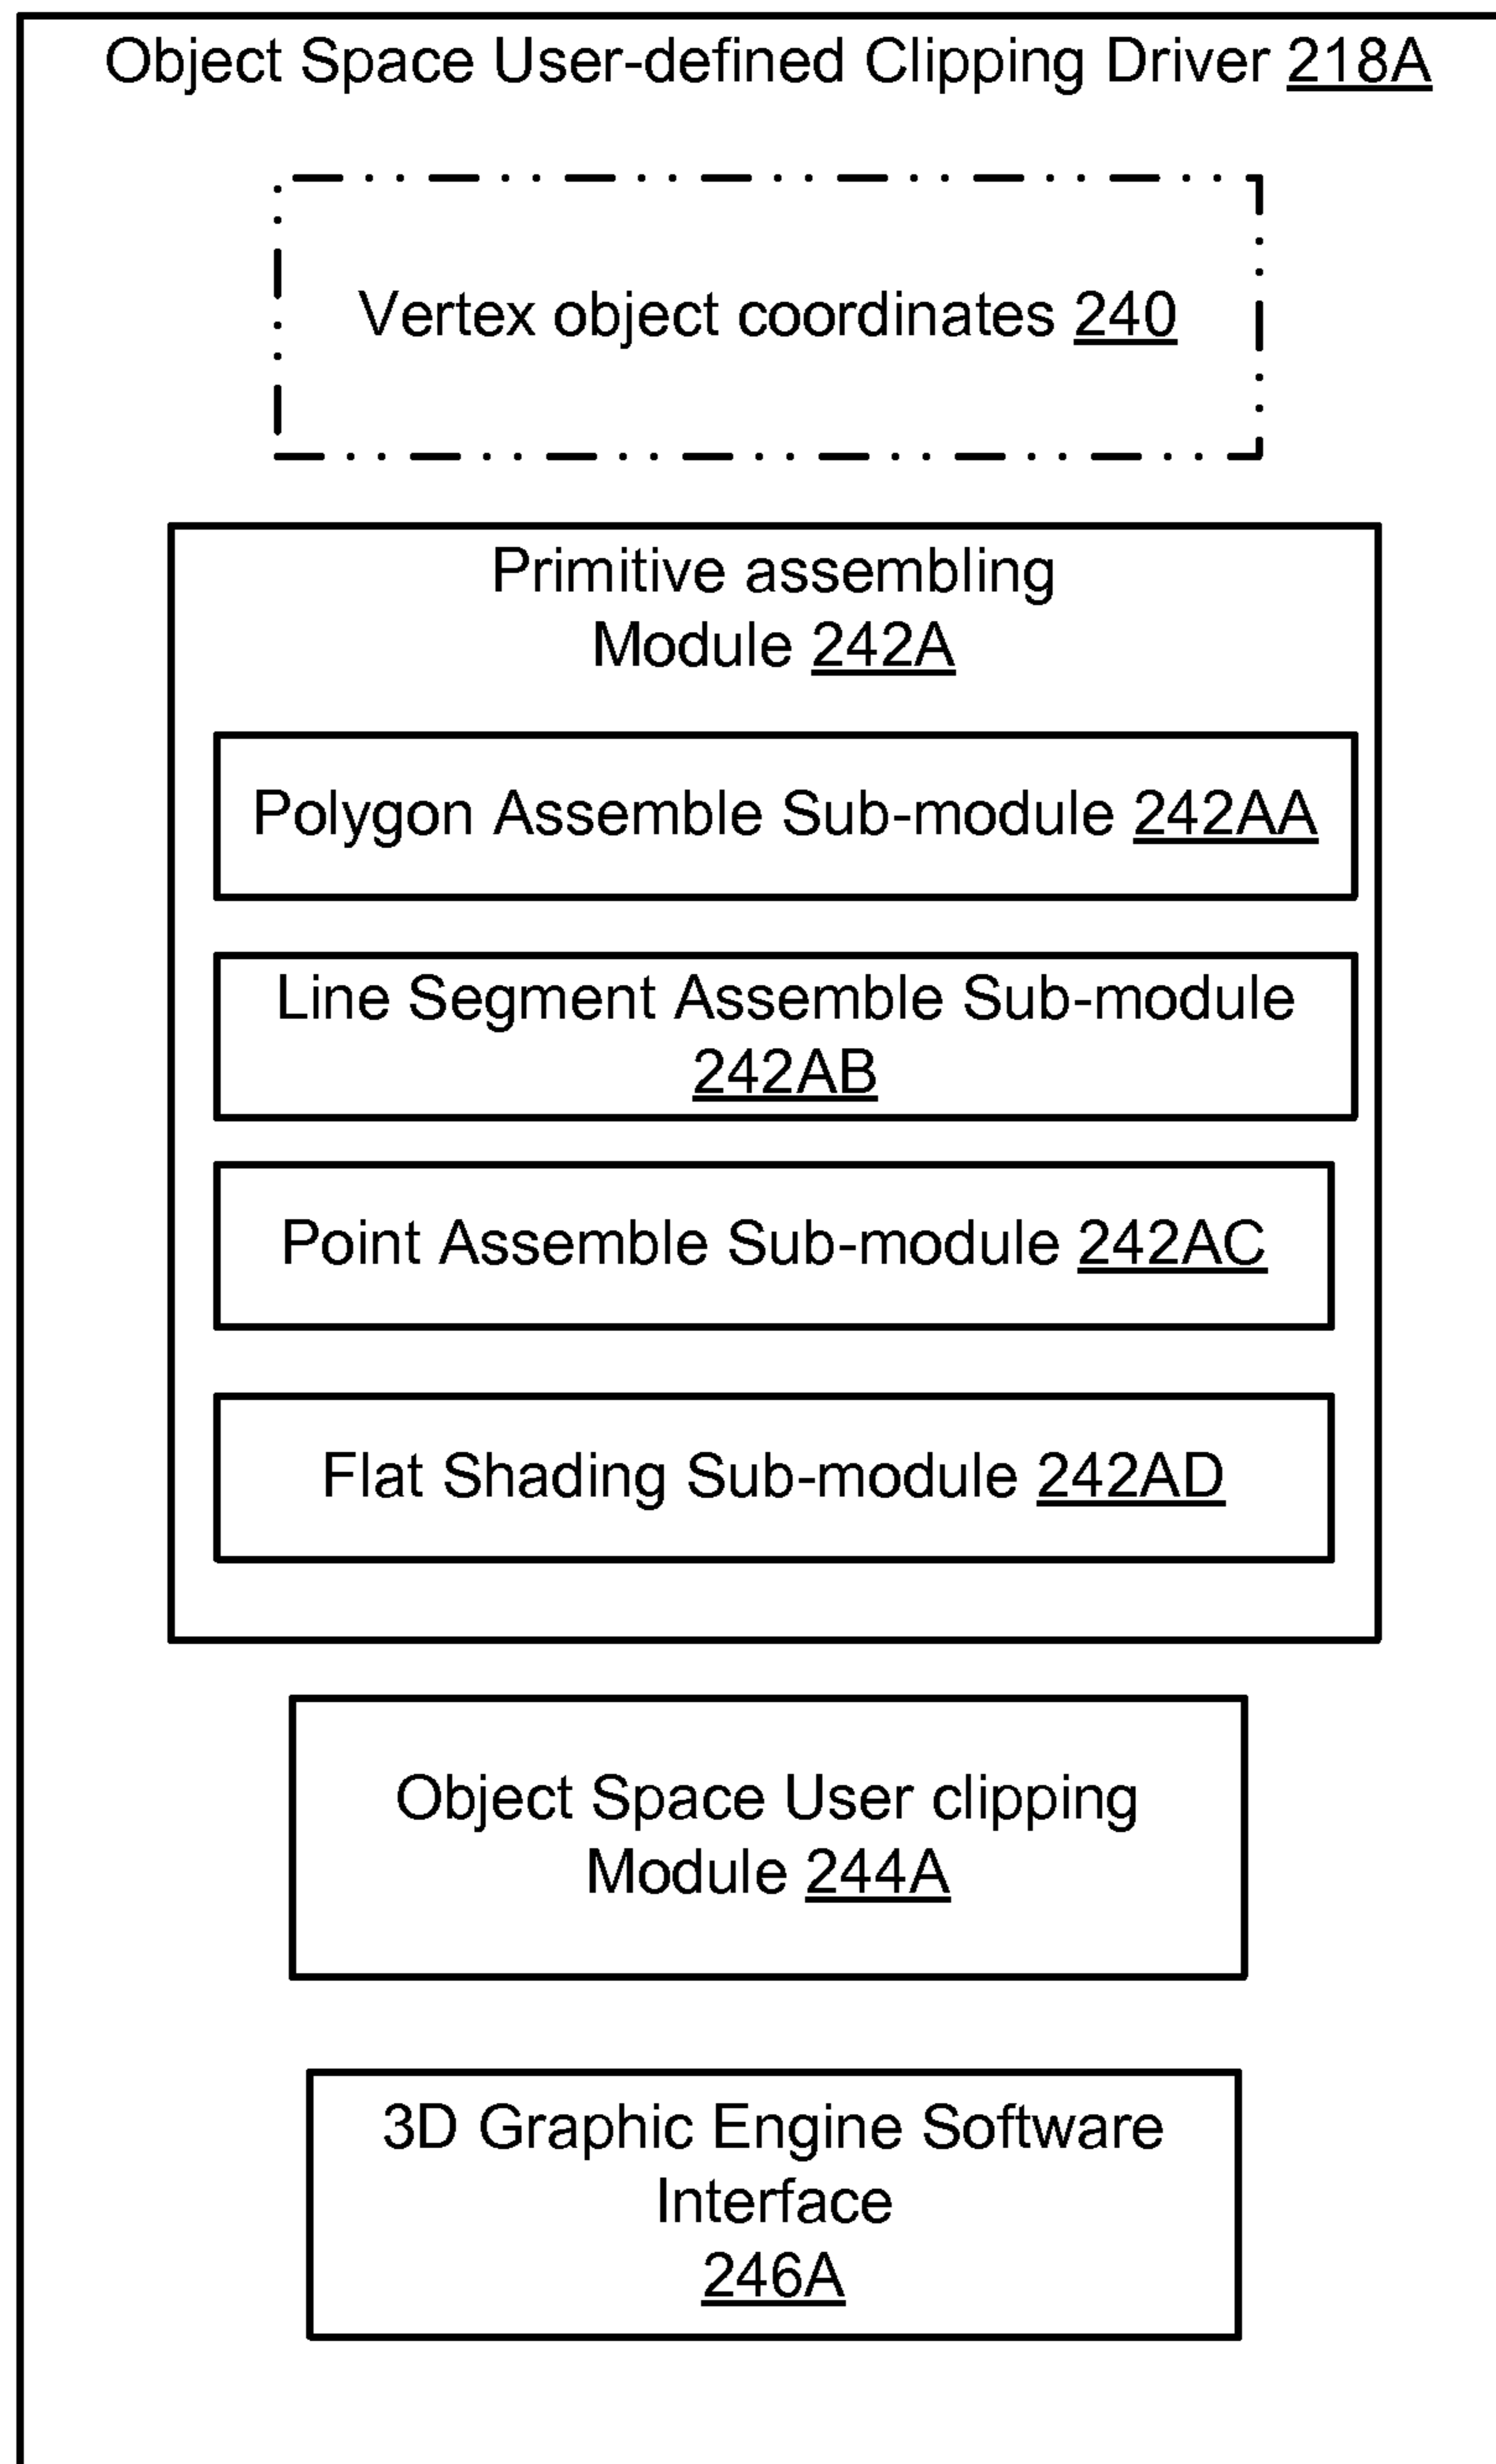 Object Space User-defined Clipping Driver 218A
Vertex object coordinates 240
Primitive assembling
Module 242A
Polygon Assemble Sub-module 242AA
Line Segment Assemble Sub-module
242AB
Point Assemble Sub-module 242AC
Flat Shading Sub-module 242AD
Object Space User clipping
Module 244A
3D Graphic Engine Software
Interface
246A